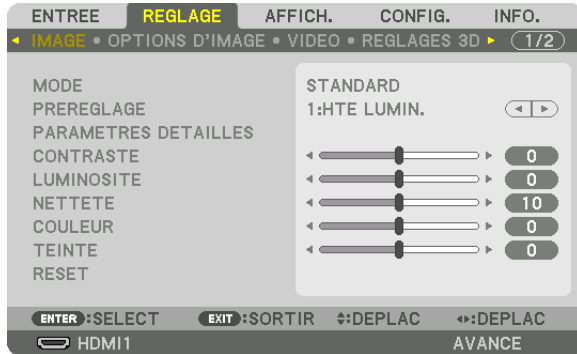 ENTREE REGLAGE AFFICH. CONFIG. INFO.
IMAGE • OPTIONS D'IMAGE • VIDEO • REGLAGES 3D 1/2
MODE STANDARD
PREREGLAGE 1:HTE LUMIN.
PARAMETRES DETAILLES
CONTRASTE 0
LUMINOSITE 0
NETTETE 10
COULEUR 0
TEINTE 0
RESET
ENTER :SELECT EXIT :SORTIR :DEPLAC :DEPLAC
HDMI1 AVANCE